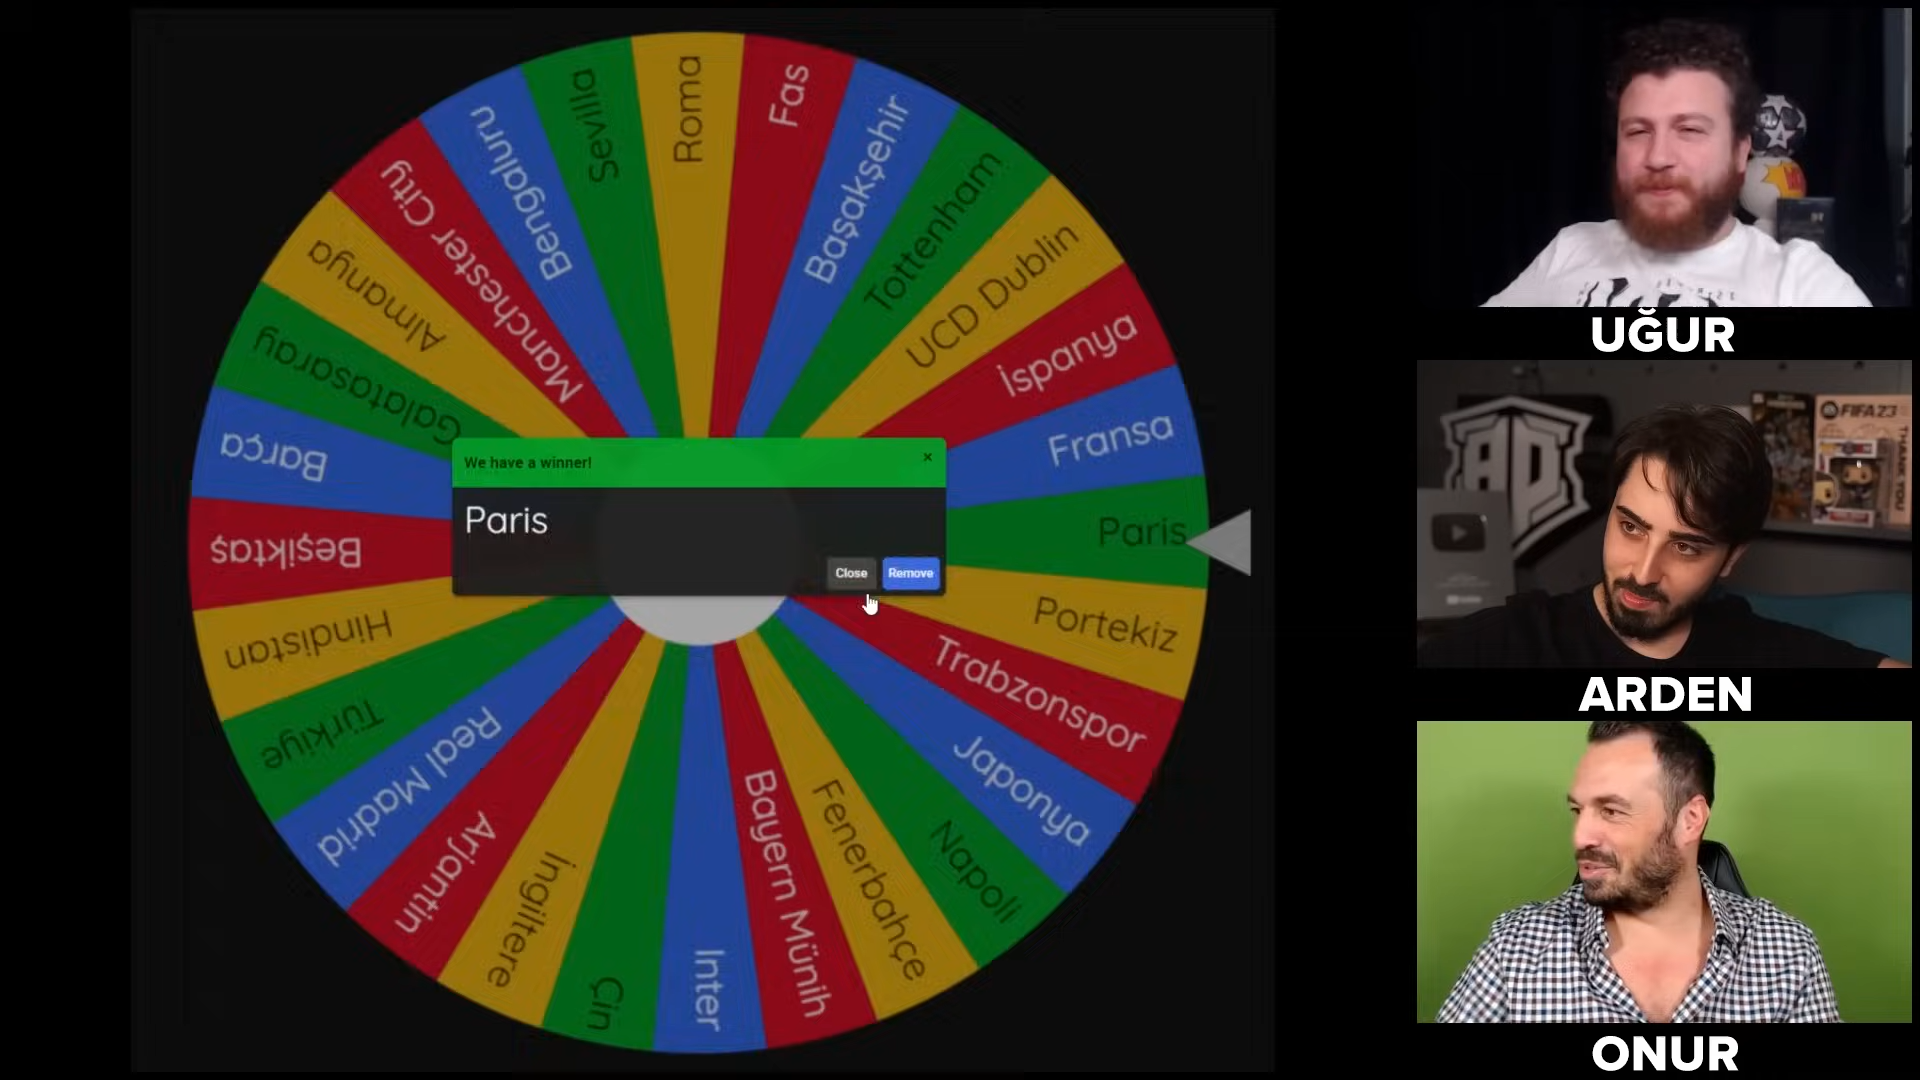 Roma
Fas
Başakşehir
Tottenham
UCD Dublin
İspanya
Fransa
Paris
Portekiz
Trabzonspor
Japonya
Napoli
Fenerbahçe
Bayern Münih
Inter
Çin
İngiltere
Arjantin
Real Madrid
Türkiye
Hindistan
Beşiktaş
Barça
Galatasaray
Almanya
Manchester City
Bengaluru
Sevilla
We have a winner!
×
Paris
Close
Remove
UĞUR
FIFA 23
THANK YOU
ARDEN
ONUR